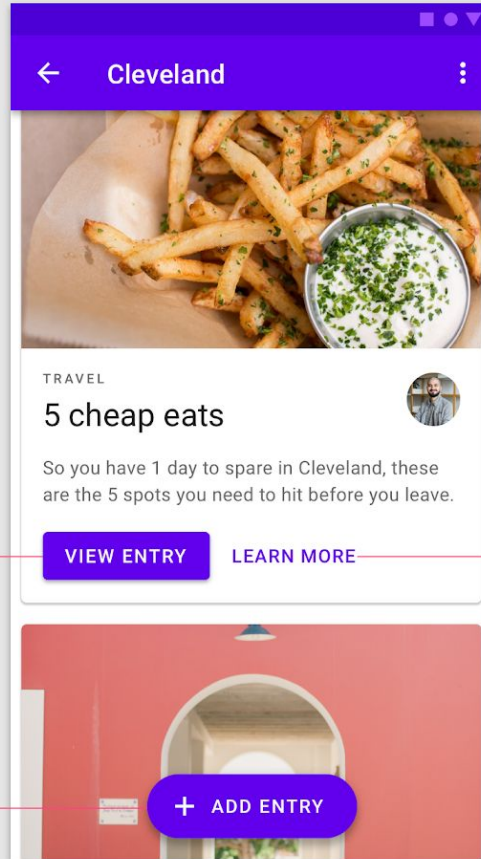 Cleveland
TRAVEL
5 cheap eats
So you have 1 day to spare in Cleveland, these
are the 5 spots you need to hit before you leave.
VIEW ENTRY
LEARN MORE
ADD ENTRY